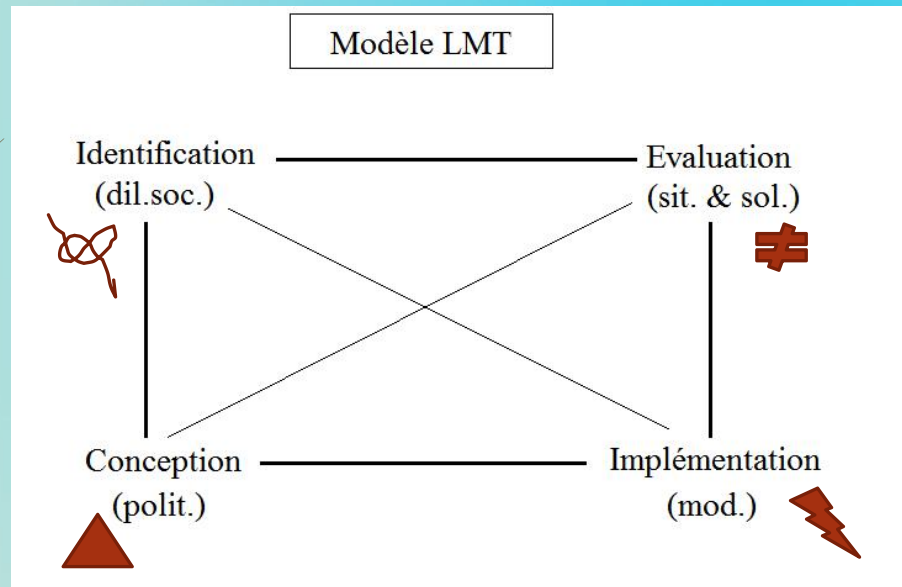 Modèle LMT
Identification
(dil.soc.)
Evaluation
(sit. & sol.)
Conception
(polit.)
Implémentation
(mod.)